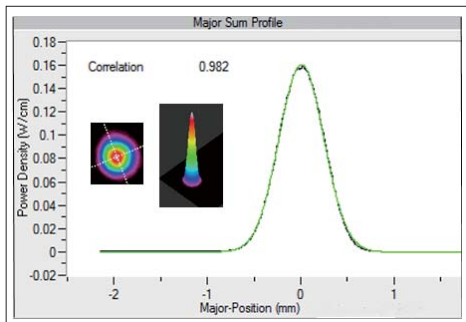 Major Sum Profile
0.18
0.16
0.14
0.12
0.1
0.08
0.06
0.04
0.02
0
-0.02
Power Density (W/cm)
Correlation 0.982
-2 -1 0 1
Major-Position (mm)